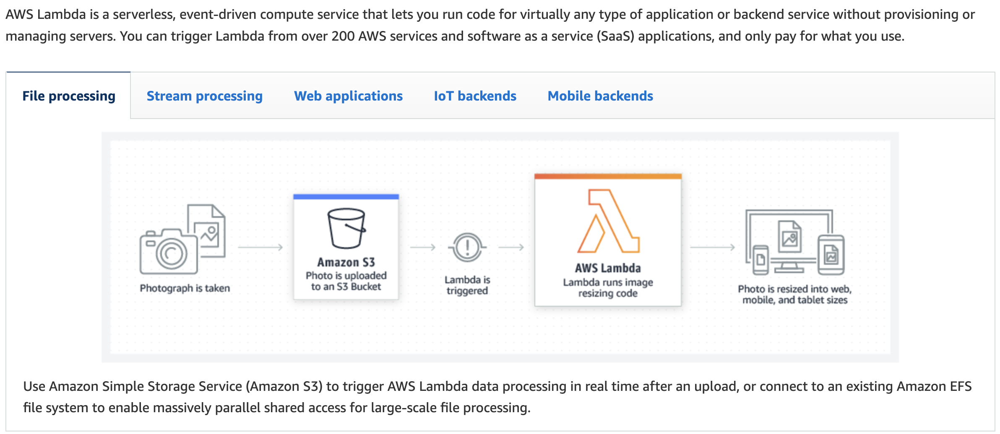 AWS Lambda is a serverless, event-driven compute service that lets you run code for virtually any type of application or backend service without provisioning or
managing servers. You can trigger Lambda from over 200 AWS services and software as a service (SaaS) applications, and only pay for what you use.
File processing
Stream processing
Web applications
IoT backends
Mobile backends
Photograph is taken
Amazon S3
Photo is uploaded
to an S3 Bucket
Lambda is
triggered
AWS Lambda
Lambda runs image
resizing code
Photo is resized into web,
mobile, and tablet sizes
Use Amazon Simple Storage Service (Amazon S3) to trigger AWS Lambda data processing in real time after an upload, or connect to an existing Amazon EFS
file system to enable massively parallel shared access for large-scale file processing.